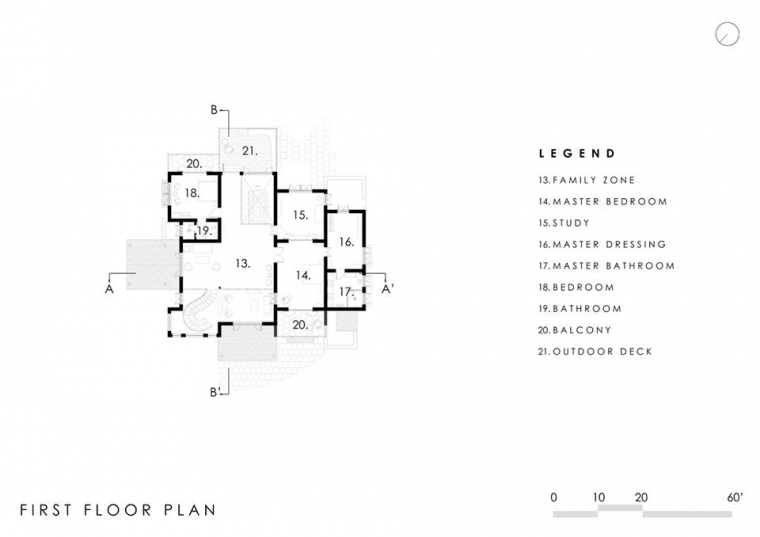 B
21.
20.
18.
15.
19.
16.
13.
14.
A
A'
17.
20.
B'
LEGEND
13. FAMILY ZONE
14. MASTER BEDROOM
15. STUDY
16. MASTER DRESSING
17. MASTER BATHROOM
18. BEDROOM
19. BATHROOM
20. BALCONY
21. OUTDOOR DECK
FIRST FLOOR PLAN
0 10 20 60'